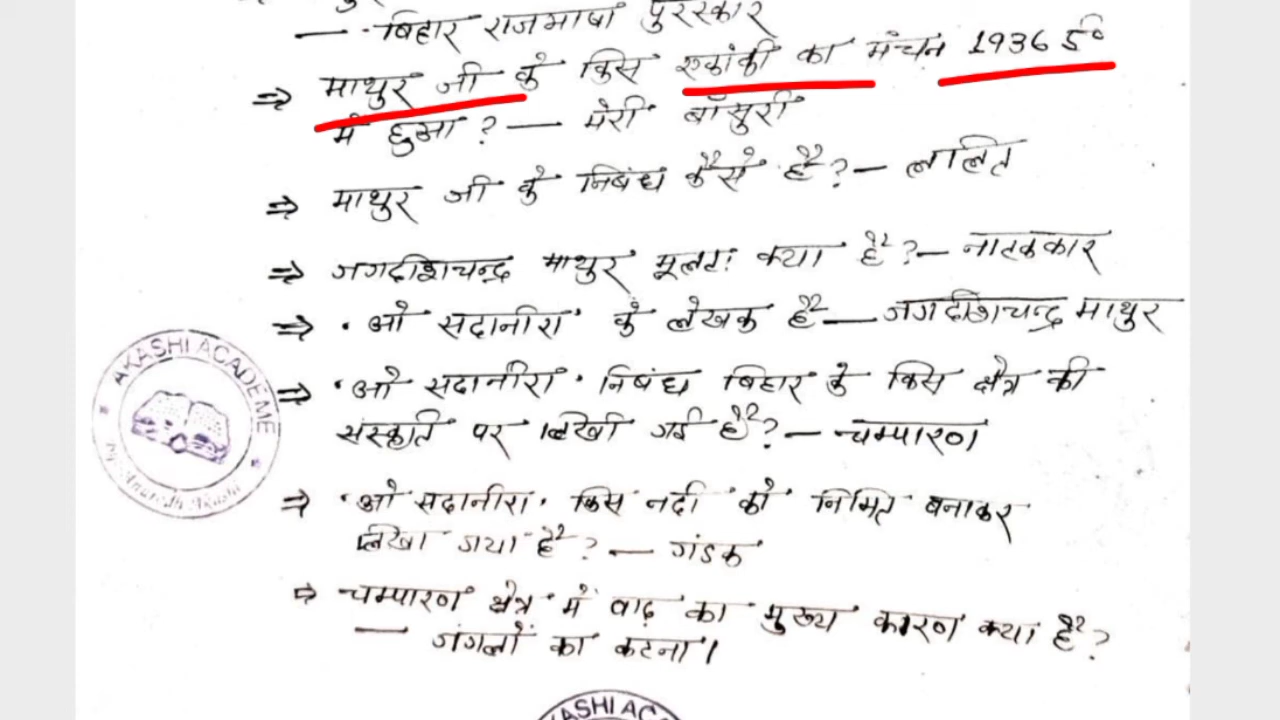 — बिहार राजभाषा पुरस्कार
⇒ माथुर जी के किस एकांकी का मंचन 1936 ई०
में हुआ? — मेरी बाँसुरी
⇒ माथुर जी के निबंध कैसे हैं? — ललित
⇒ जगदीशचन्द्र माथुर मूलतः क्या हैं? — नाटककार
⇒ 'ओ सदानीरा' के लेखक हैं — जगदीशचन्द्र माथुर
⇒ 'ओ सदानीरा' निबंध बिहार के किस क्षेत्र की
संस्कृति पर लिखी गई है? — चम्पारण
⇒ 'ओ सदानीरा' किस नदी को निमित बनाकर
लिखा गया है? — गंडक
⇒ चम्पारण क्षेत्र में बाढ़ का मुख्य कारण क्या है?
— जंगलों का कटना।
AKASHI ACADEME